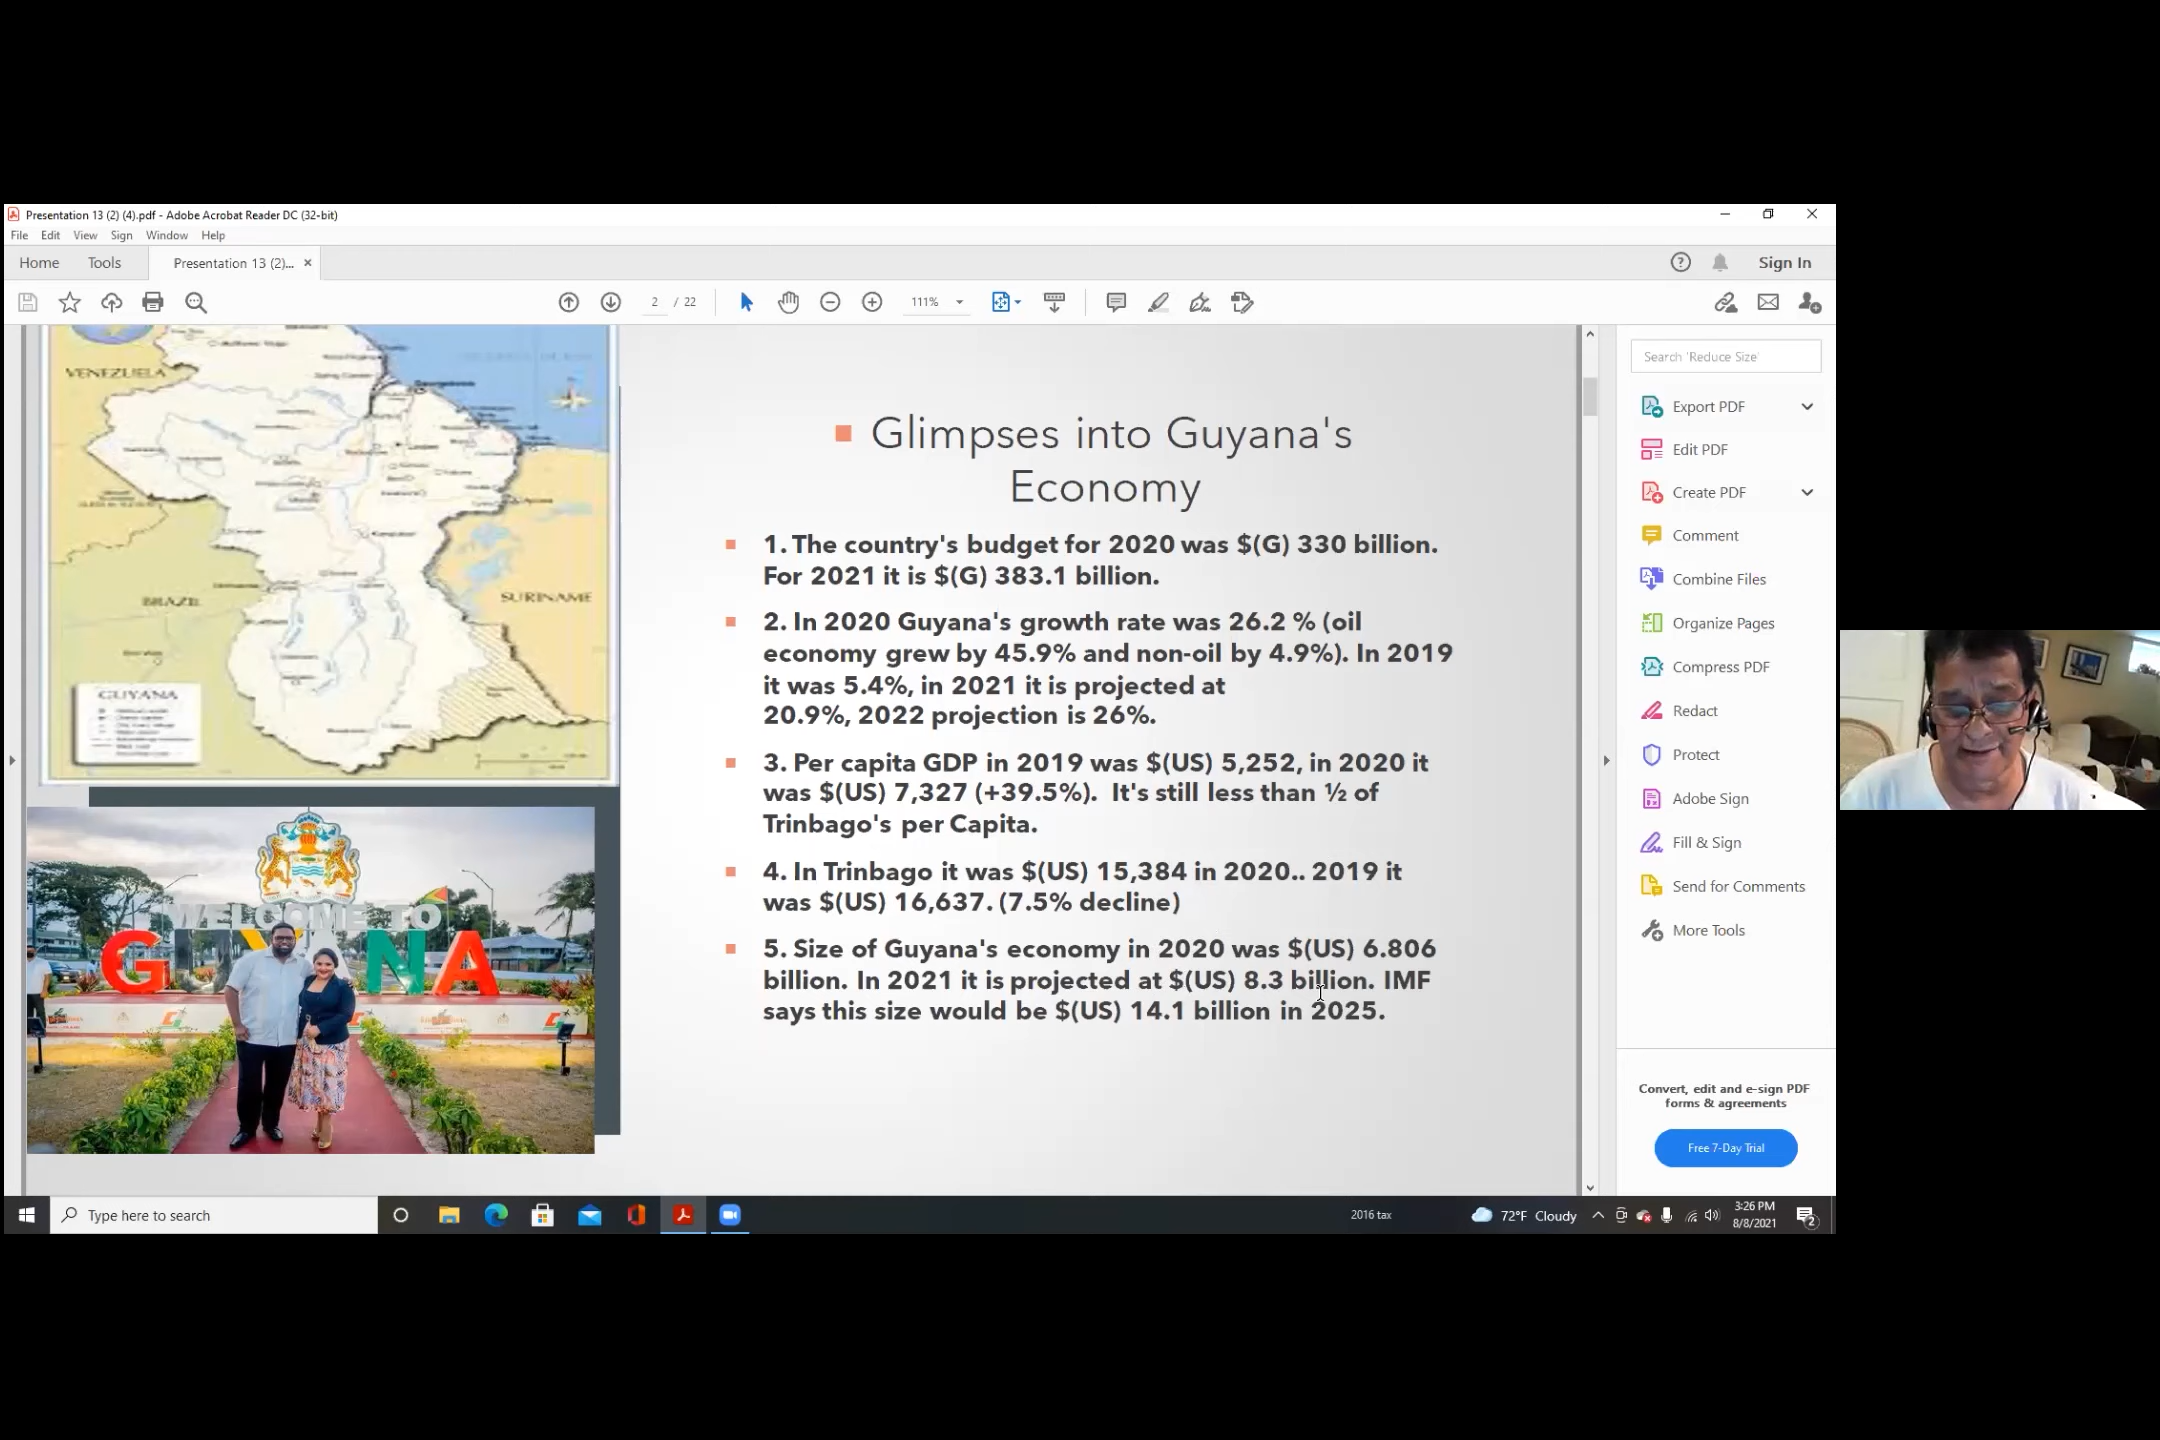 Presentation 13 (2) (4).pdf - Adobe Acrobat Reader DC (32-bit)
File Edit View Sign Window Help
Home Tools Presentation 13 (2)... × Sign In
2 / 22 111%
VENEZUELA
BRAZIL
SURINAME
GUYANA
WELCOME TO
GUYANA
Glimpses into Guyana's
Economy
1. The country's budget for 2020 was $(G) 330 billion.
For 2021 it is $(G) 383.1 billion.
2. In 2020 Guyana's growth rate was 26.2 % (oil
economy grew by 45.9% and non-oil by 4.9%). In 2019
it was 5.4%, in 2021 it is projected at
20.9%, 2022 projection is 26%.
3. Per capita GDP in 2019 was $(US) 5,252, in 2020 it
was $(US) 7,327 (+39.5%). It's still less than ½ of
Trinbago's per Capita.
4. In Trinbago it was $(US) 15,384 in 2020.. 2019 it
was $(US) 16,637. (7.5% decline)
5. Size of Guyana's economy in 2020 was $(US) 6.806
billion. In 2021 it is projected at $(US) 8.3 billion. IMF
says this size would be $(US) 14.1 billion in 2025.
Search 'Reduce Size'
Export PDF
Edit PDF
Create PDF
Comment
Combine Files
Organize Pages
Compress PDF
Redact
Protect
Adobe Sign
Fill & Sign
Send for Comments
More Tools
Convert, edit and e-sign PDF
forms & agreements
Free 7-Day Trial
Type here to search
2016 tax
72°F Cloudy
3:26 PM
8/8/2021
2